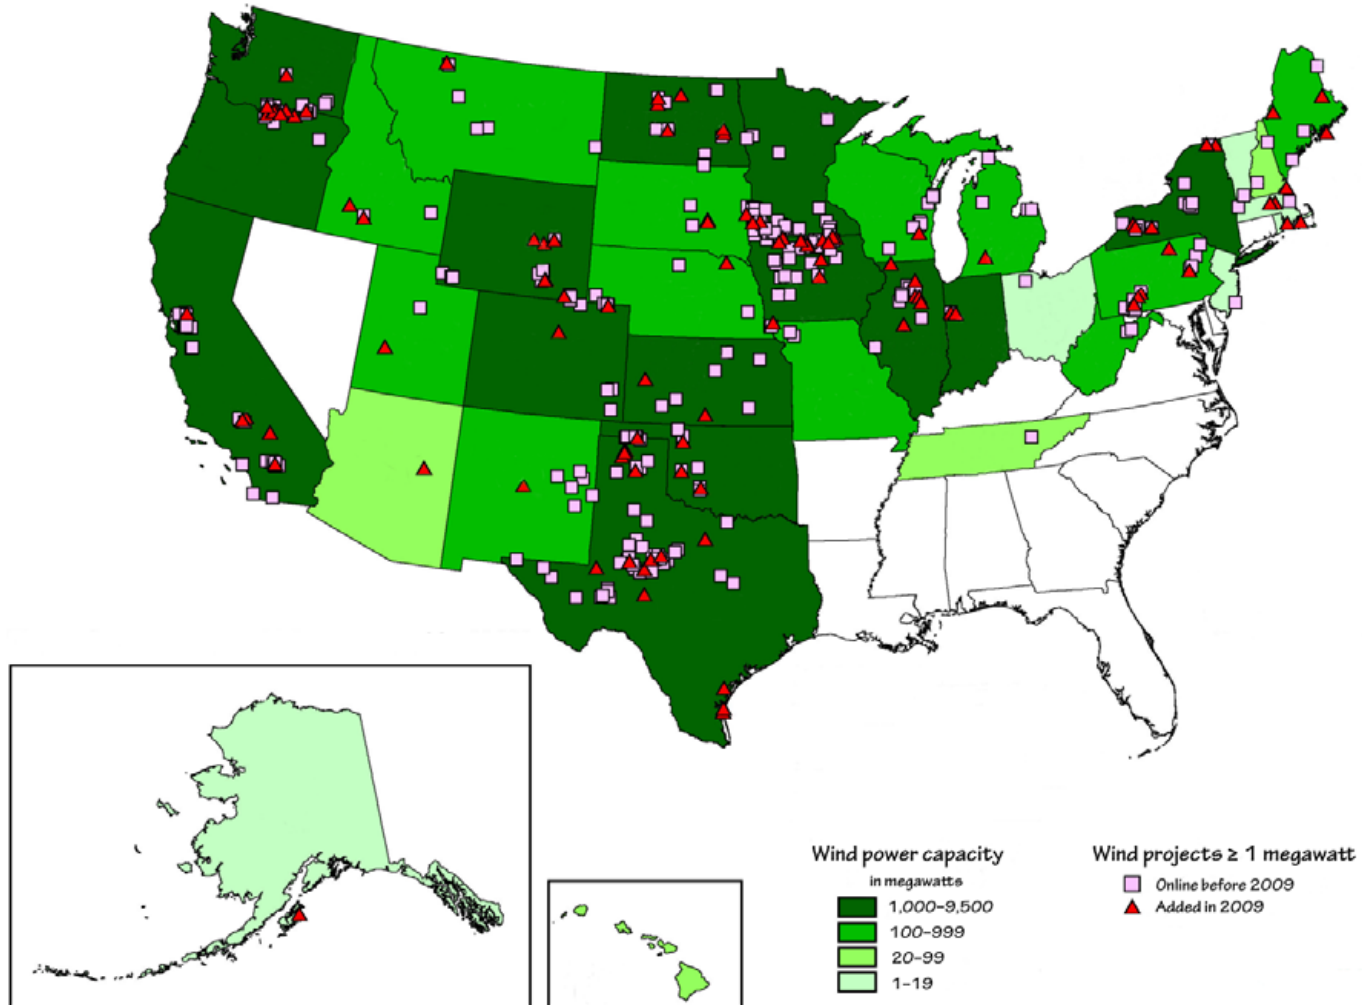 Wind power capacity
in megawatts
1,000-9,500
100-999
20-99
1-19
Wind projects ≥ 1 megawatt
Online before 2009
Added in 2009